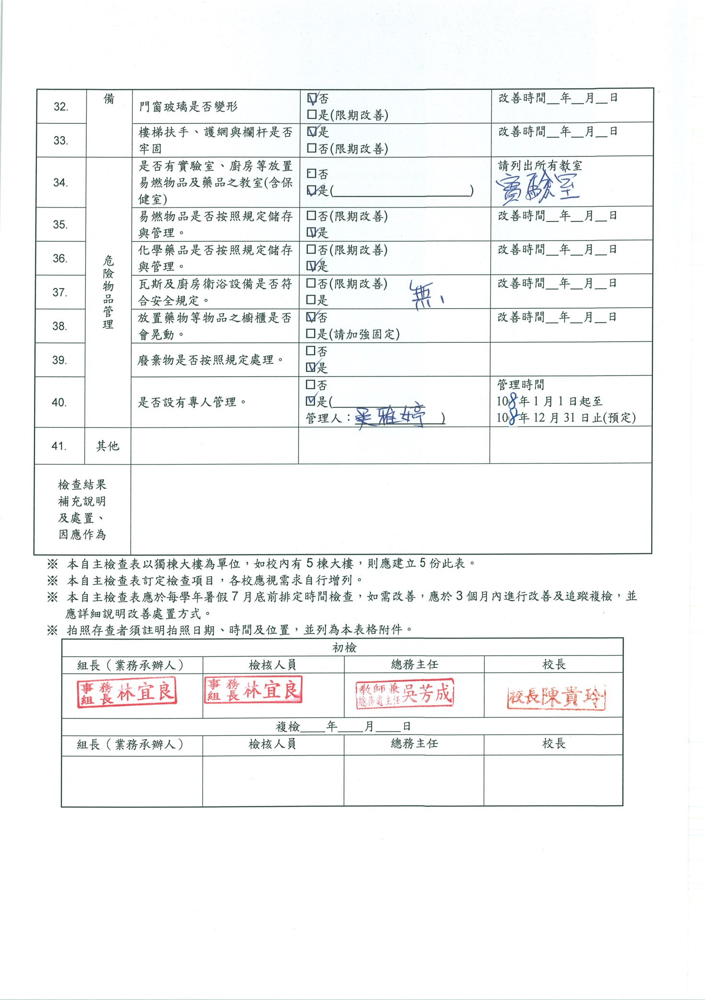 32.
備
門窗玻璃是否變形
☑否
□是(限期改善)
改善時間__年__月__日
33.
樓梯扶手、護網與欄杆是否
牢固
☑是
□否(限期改善)
改善時間__年__月__日
34.
危險物品管理
是否有實驗室、廚房等放置
易燃物品及藥品之教室(含保
健室)
□否
☑是(____________________)
請列出所有教室
實驗室
35.
易燃物品是否按照規定儲存
與管理。
□否(限期改善)
☑是
改善時間__年__月__日
36.
化學藥品是否按照規定儲存
與管理。
□否(限期改善)
☑是
改善時間__年__月__日
37.
瓦斯及廚房衛浴設備是否符
合安全規定。
□否(限期改善)
□是
無
改善時間__年__月__日
38.
放置藥物等物品之櫥櫃是否
會晃動。
☑否
□是(請加強固定)
改善時間__年__月__日
39.
廢棄物是否按照規定處理。
□否
☑是
40.
是否設有專人管理。
□否
☑是(______________
管理人：雅婷 )
管理時間
108年 1 月 1 日起至
108年 12 月 31 日止(預定)
41.
其他
檢查結果
補充說明
及處置、
因應作為
※ 本自主檢查表以獨棟大樓為單位，如校內有 5 棟大樓，則應建立 5 份此表。
※ 本自主檢查表訂定檢查項目，各校應視需求自行增列。
※ 本自主檢查表應於每學年暑假 7 月底前排定時間檢查，如需改善，應於 3 個月內進行改善及追蹤複檢，並
應詳細說明改善處置方式。
※ 拍照存查者須註明拍照日期、時間及位置，並列為本表格附件。
初檢
組長（業務承辦人） 檢核人員 總務主任 校長
事務組長 林宜良 事務組長 林宜良 教師兼總務處主任 吳芳成 校長陳貴玲
複檢____年____月____日
組長（業務承辦人） 檢核人員 總務主任 校長